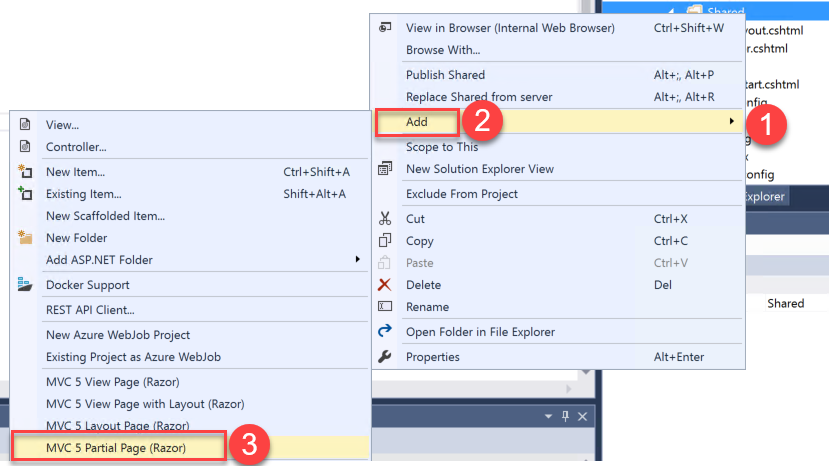 Shared
yout.cshtml
r.cshtml
tart.cshtml
nfig
g
x
onfig
Explorer
Shared
View in Browser (Internal Web Browser) Ctrl+Shift+W
Browse With...
Publish Shared Alt+;, Alt+P
Replace Shared from server Alt+;, Alt+R
Add
2
1
Scope to This
New Solution Explorer View
Exclude From Project
Cut Ctrl+X
Copy Ctrl+C
Paste Ctrl+V
Delete Del
Rename
Open Folder in File Explorer
Properties Alt+Enter
View...
Controller...
New Item... Ctrl+Shift+A
Existing Item... Shift+Alt+A
New Scaffolded Item...
New Folder
Add ASP.NET Folder
Docker Support
REST API Client...
New Azure WebJob Project
Existing Project as Azure WebJob
MVC 5 View Page (Razor)
MVC 5 View Page with Layout (Razor)
MVC 5 Layout Page (Razor)
MVC 5 Partial Page (Razor)
3